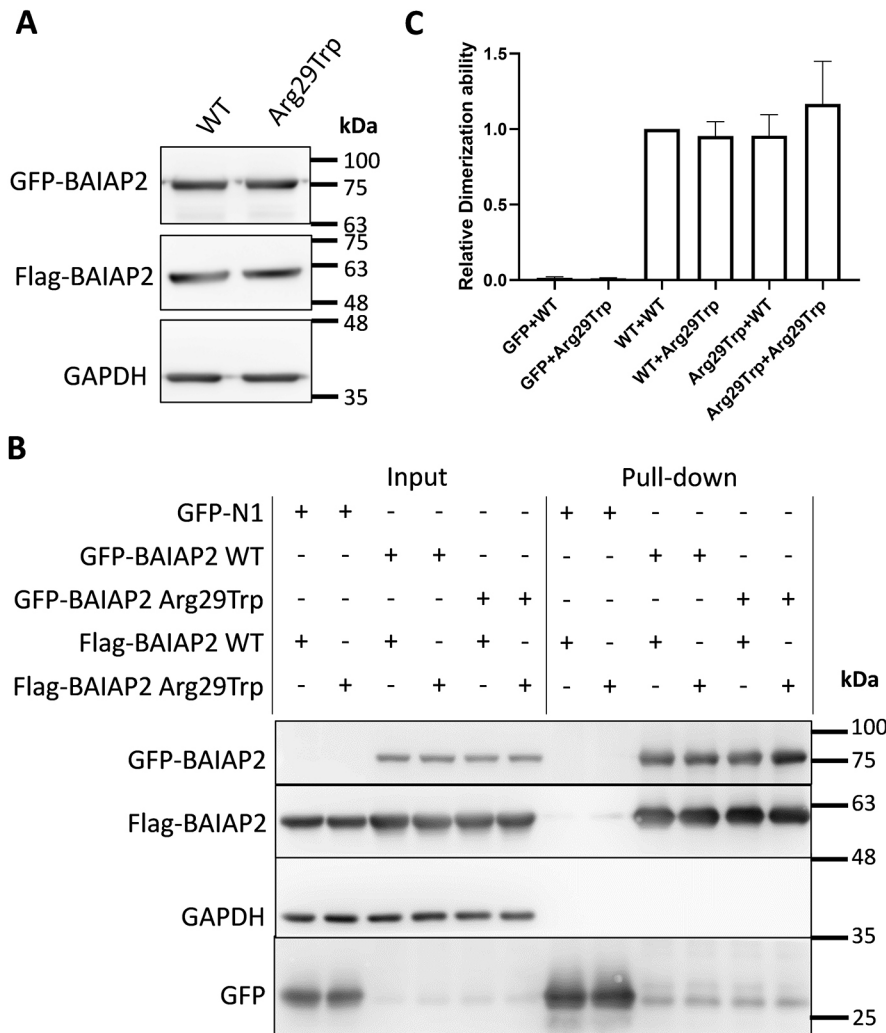 A
WT
Arg29Trp
kDa
GFP-BAIAP2
100
75
63
Flag-BAIAP2
75
63
48
GAPDH
48
35
C
Relative Dimerization ability
1.5
1.0
0.5
0.0
GFP+WT
GFP+Arg29Trp
WT+WT
WT+Arg29Trp
Arg29Trp+WT
Arg29Trp+Arg29Trp
B
Input Pull-down
GFP-N1 + + - - - - + + - - - -
GFP-BAIAP2 WT - - + + - - - - + + - -
GFP-BAIAP2 Arg29Trp - - - - + + - - - - + +
Flag-BAIAP2 WT + - + - + - + - + - + -
Flag-BAIAP2 Arg29Trp - + - + - + - + - + - +
kDa
GFP-BAIAP2
100
75
Flag-BAIAP2
63
48
GAPDH
35
GFP
25